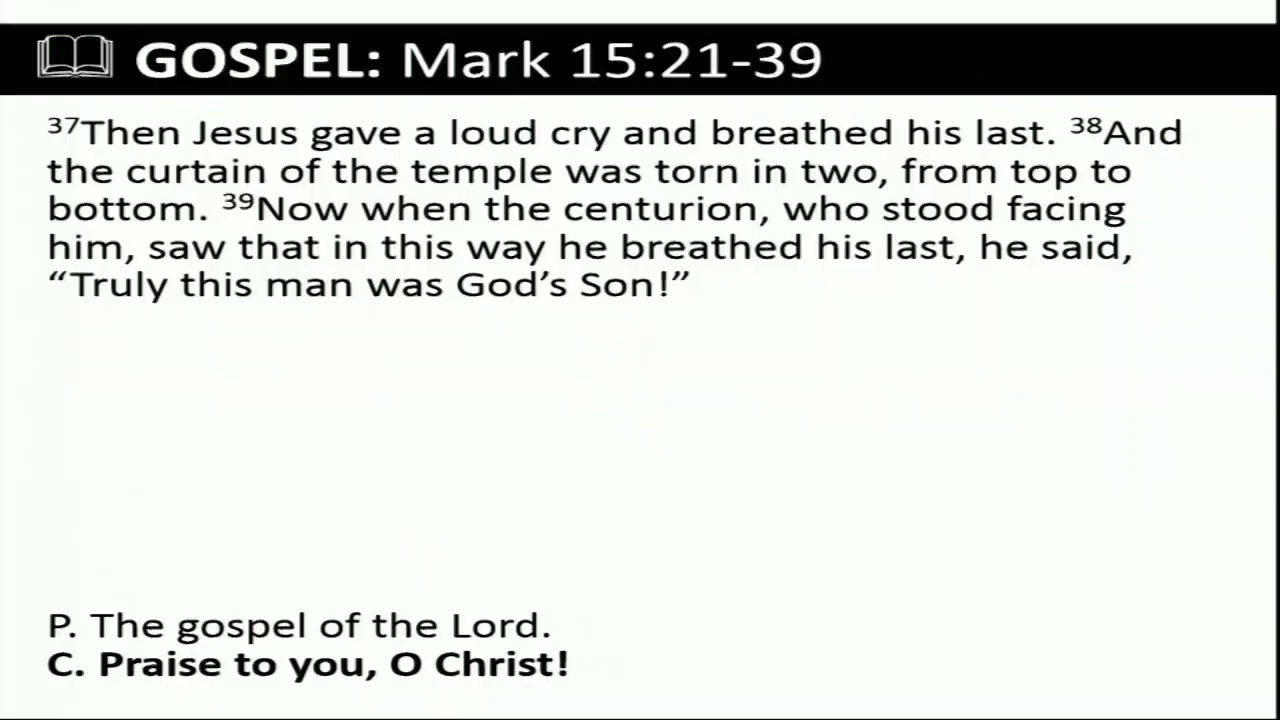 GOSPEL: Mark 15:21-39
³⁷Then Jesus gave a loud cry and breathed his last. ³⁸And
the curtain of the temple was torn in two, from top to
bottom. ³⁹Now when the centurion, who stood facing
him, saw that in this way he breathed his last, he said,
“Truly this man was God’s Son!”
P. The gospel of the Lord.
C. Praise to you, O Christ!